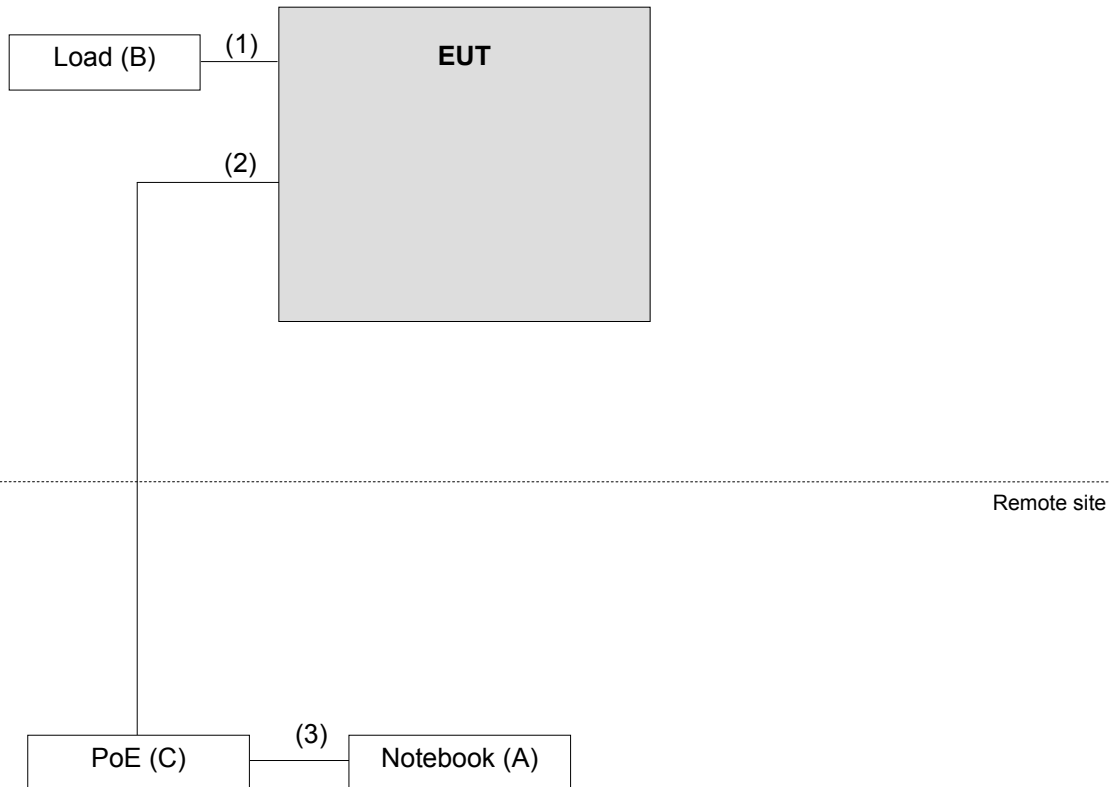 Load (B)
(1)
EUT
(2)
Remote site
PoE (C)
(3)
Notebook (A)